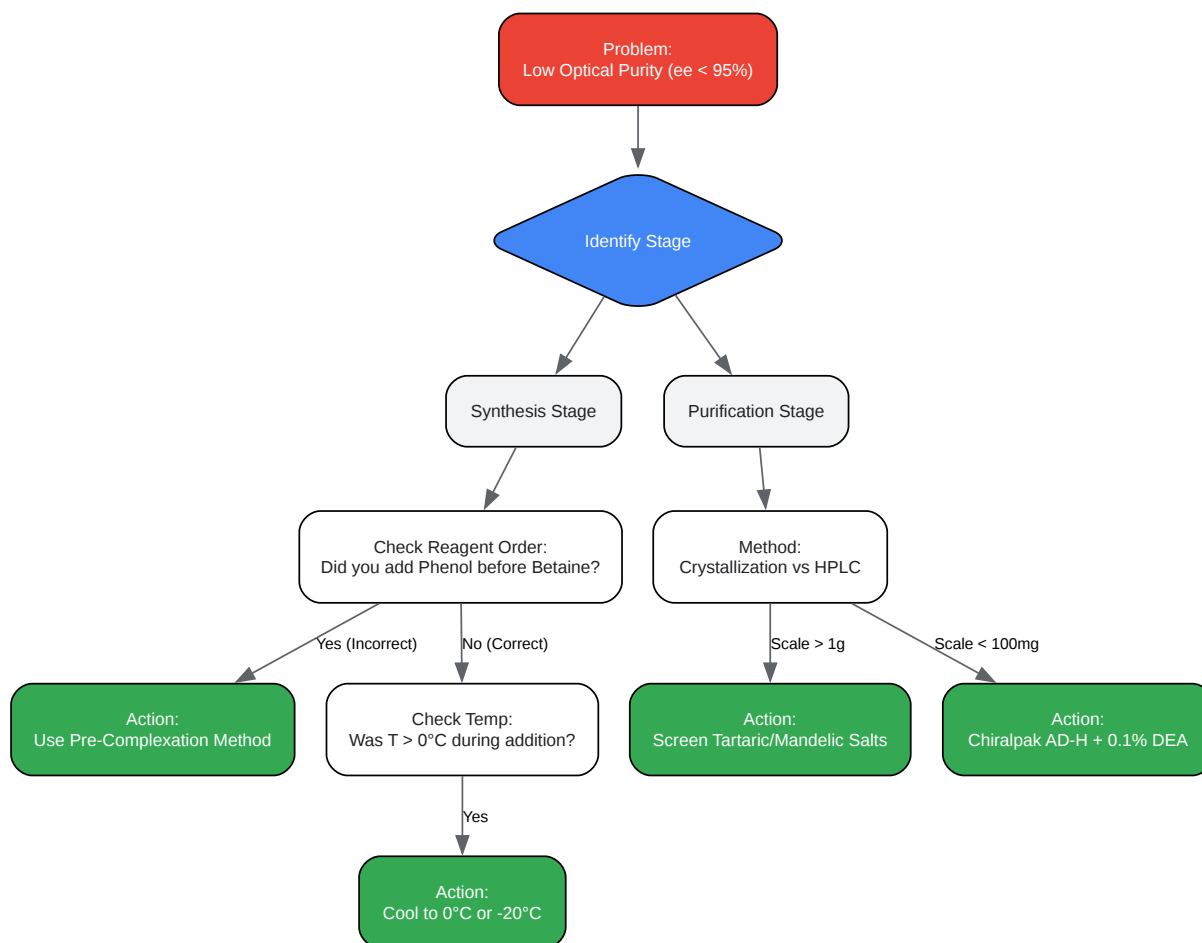 Problem:
Low Optical Purity (ee < 95%)
Identify Stage
Synthesis Stage
Purification Stage
Check Reagent Order:
Did you add Phenol before Betaine?
Method:
Crystallization vs HPLC
Yes (Incorrect)
No (Correct)
Scale > 1g
Scale < 100mg
Action:
Use Pre-Complexation Method
Check Temp:
Was T > 0°C during addition?
Action:
Screen Tartaric/Mandelic Salts
Action:
Chiralpak AD-H + 0.1% DEA
Yes
Action:
Cool to 0°C or -20°C